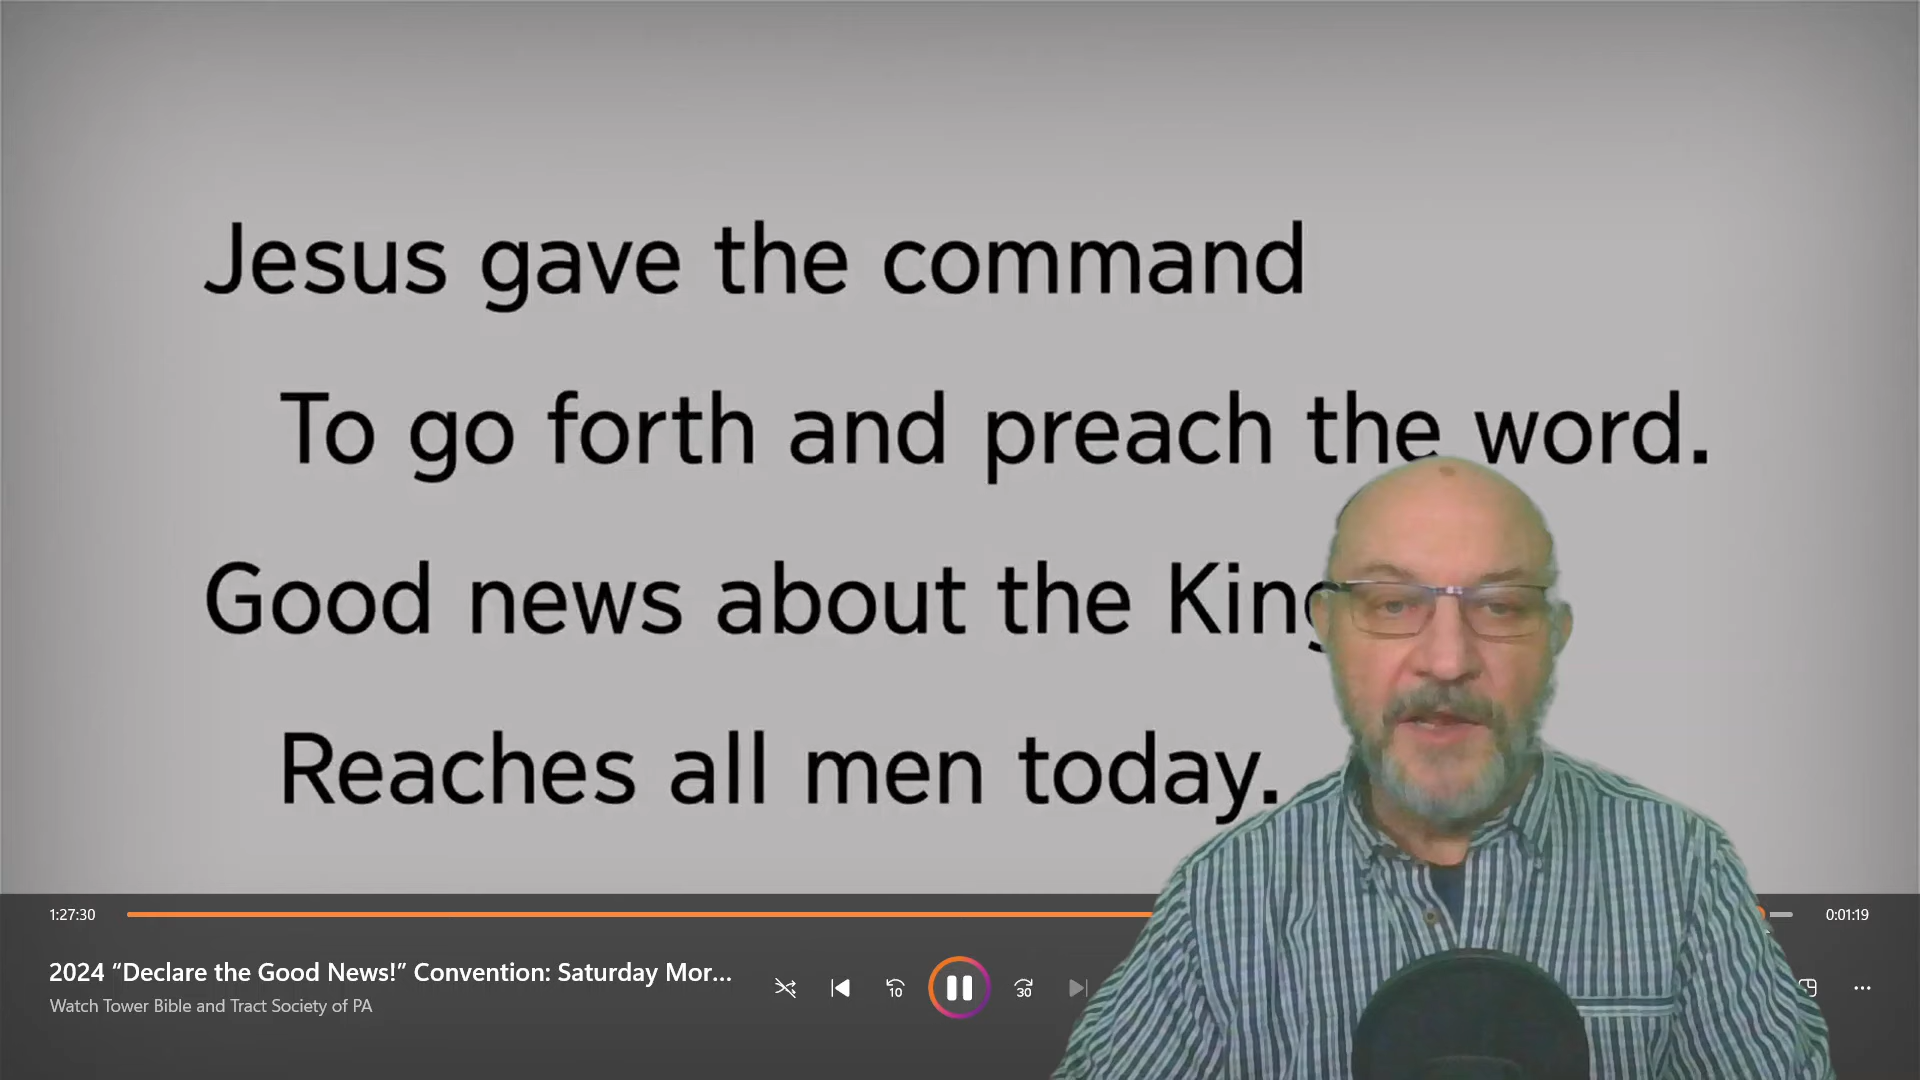 Jesus gave the command
To go forth and preach the word.
Good news about the
Reaches all men today.
1:27:30
0:01:19
2024 “Declare the Good News!” Convention: Saturday Mor...
10
30
Watch Tower Bible and Tract Society of PA